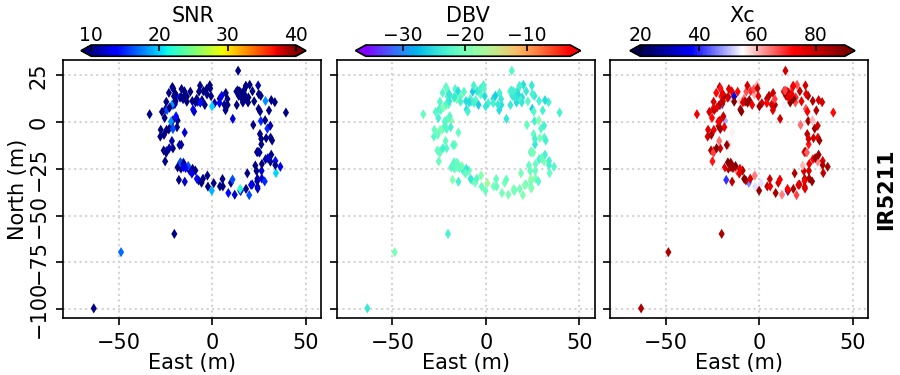 SNR DBV Xc
10 20 30 40 −30 −20 −10 20 40 60 80
25
0
−25
−50
−75
−100
North (m)
IR5211
−50 0 50 −50 0 50 −50 0 50
East (m) East (m) East (m)